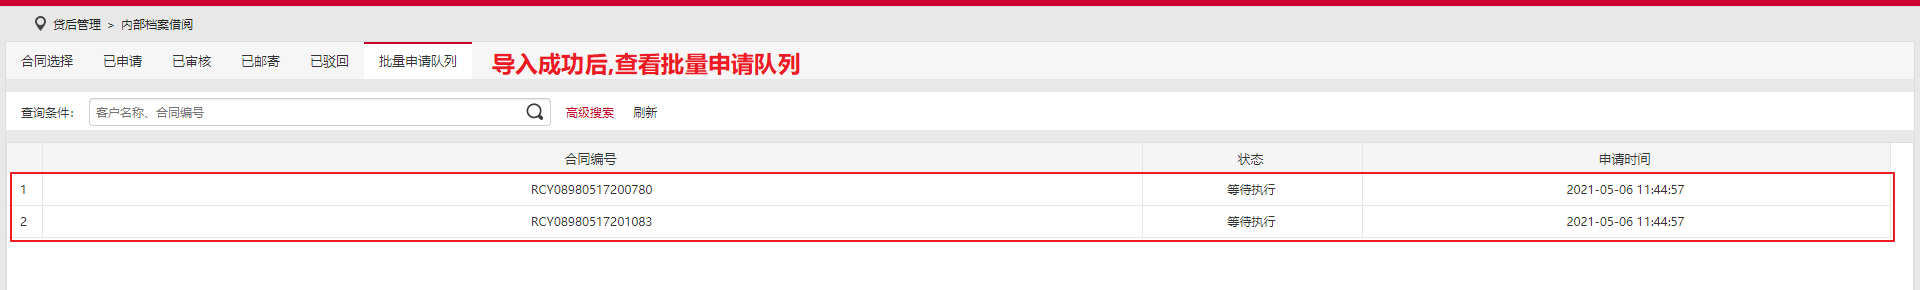 贷后管理 > 内部档案借阅
合同选择 已申请 已审核 已邮寄 已驳回 批量申请队列 导入成功后,查看批量申请队列
查询条件: 客户名称、合同编号 高级搜索 刷新
合同编号 状态 申请时间
1 RCY08980517200780 等待执行 2021-05-06 11:44:57
2 RCY08980517201083 等待执行 2021-05-06 11:44:57